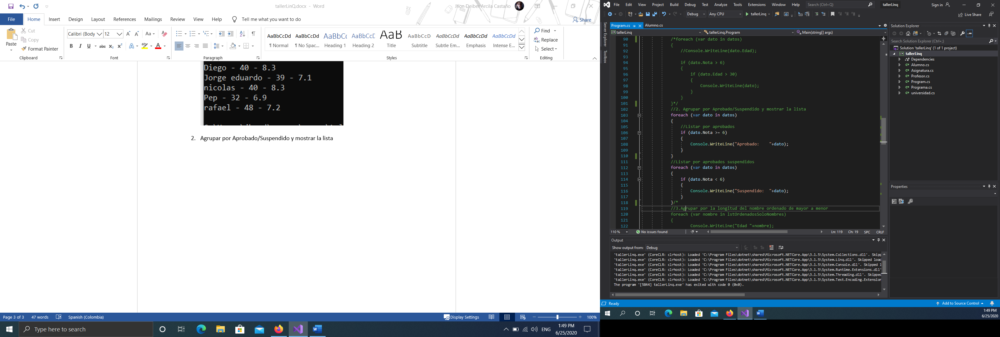 tallerLinQ.docx - Word
Jhon Deiber Arcila Castaño
File Home Insert Design Layout References Mailings Review View Help Tell me what you want to do
Share
Paste
Cut
Copy
Format Painter
Clipboard
Calibri (Body 12
Font
Paragraph
AaBbCcDd AaBbCcDd AaBbCc AaBbCcD AaB AaBbCcD AaBbCcDd AaBbCcDd AaBbCcDd
¶ Normal ¶ No Spac... Heading 1 Heading 2 Title Subtitle Subtle Em... Emphasis Intense E...
Styles
Find
Replace
Select
Editing
Diego - 40 - 8.3
Jorge eduardo - 39 - 7.1
nicolas - 40 - 8.3
Pep - 32 - 6.9
rafael - 48 - 7.2
2. Agrupar por Aprobado/Suspendido y mostrar la lista
Page 3 of 3 47 words Spanish (Colombia)
Display Settings 100%
Type here to search
ENG
1:49 PM
6/25/2020
File Edit View Project Build Debug Test Analyze Tools Extensions Window Help Search (Ctrl+Q) tallerLinq Sign in
Debug Any CPU tallerLinq Live Share
Server Explorer
Toolbox
Program.cs Alumno.cs
tallerLinq tallerLinq.Program Main(string[] args)
90 /*foreach (var dato in datos)
91 {
92 //Console.WriteLine(dato.Edad);
93
94 if (dato.Nota > 6)
95 {
96 if (dato.Edad > 30)
97 {
98 Console.WriteLine(dato);
99 }
100 }
101 }*/
102 //2. Agrupar por Aprobado/Suspendido y mostrar la lista
103 foreach (var dato in datos)
104 {
105 //Listar por aprobados
106 if (dato.Nota >= 6)
107 {
108 Console.WriteLine("Aprobado:    "+dato);
109 }
110 }
111 //Listar por aprobados suspendidos
112 foreach (var dato in datos)
113 {
114 if (dato.Nota < 6)
115 {
116 Console.WriteLine("Suspendido:  "+dato);
117 }
118 }/*
119 //3.Agrupar por la longitud del nombre ordenado de mayor a menor
120 foreach (var nombre in lstOrdenadosSoloNombres)
121 {
122 Console.WriteLine("Edad "+nombre);
110 % No issues found Ln: 119 Ch: 19 SPC CRLF
Output
Show output from: Debug
'tallerLinq.exe' (CoreCLR: clrhost): Loaded 'C:\Program Files\dotnet\shared\Microsoft.NETCore.App\3.1.5\System.Collections.dll'. Skipp
'tallerLinq.exe' (CoreCLR: clrhost): Loaded 'C:\Program Files\dotnet\shared\Microsoft.NETCore.App\3.1.5\System.Linq.dll'. Skipped load
'tallerLinq.exe' (CoreCLR: clrhost): Loaded 'C:\Program Files\dotnet\shared\Microsoft.NETCore.App\3.1.5\System.Console.dll'. Skipped l
'tallerLinq.exe' (CoreCLR: clrhost): Loaded 'C:\Program Files\dotnet\shared\Microsoft.NETCore.App\3.1.5\System.Runtime.Extensions.dll'
'tallerLinq.exe' (CoreCLR: clrhost): Loaded 'C:\Program Files\dotnet\shared\Microsoft.NETCore.App\3.1.5\System.Threading.dll'. Skipped
'tallerLinq.exe' (CoreCLR: clrhost): Loaded 'C:\Program Files\dotnet\shared\Microsoft.NETCore.App\3.1.5\System.Text.Encoding.Extension
The program '[5844] tallerLinq.exe' has exited with code 0 (0x0).
Solution Explorer
Search Solution Explorer (Ctrl+;)
Solution 'tallerLinq' (1 of 1 project)
tallerLinq
Dependencies
Alumno.cs
Asignatura.cs
Profesor.cs
Program.cs
Programa.cs
universidad.cs
Properties
Ready
Add to Source Control
1:49 PM
6/25/2020